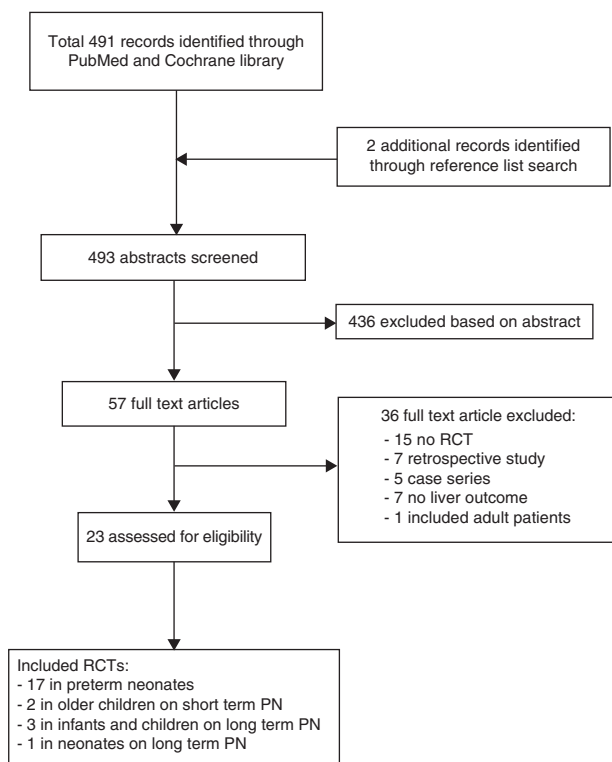 Total 491 records identified through
PubMed and Cochrane library
2 additional records identified
through reference list search
493 abstracts screened
436 excluded based on abstract
57 full text articles
36 full text article excluded:
- 15 no RCT
- 7 retrospective study
- 5 case series
- 7 no liver outcome
- 1 included adult patients
23 assessed for eligibility
Included RCTs:
- 17 in preterm neonates
- 2 in older children on short term PN
- 3 in infants and children on long term PN
- 1 in neonates on long term PN